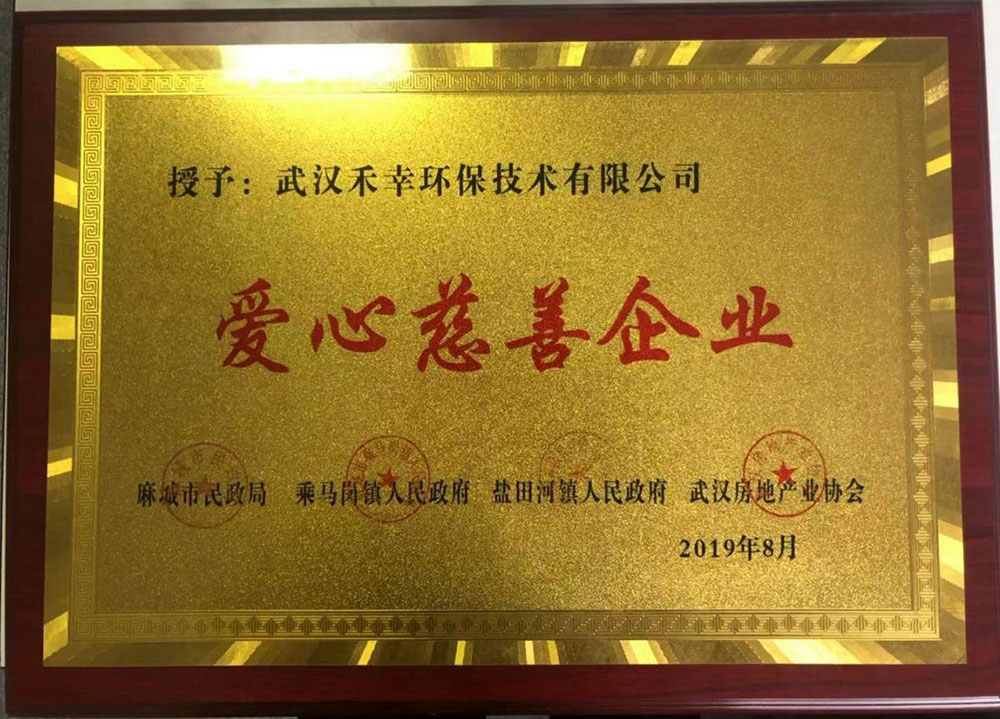 授予：武汉禾幸环保技术有限公司
爱心慈善企业
麻城市民政局 乘马岗镇人民政府 盐田河镇人民政府 武汉房地产业协会
2019年8月